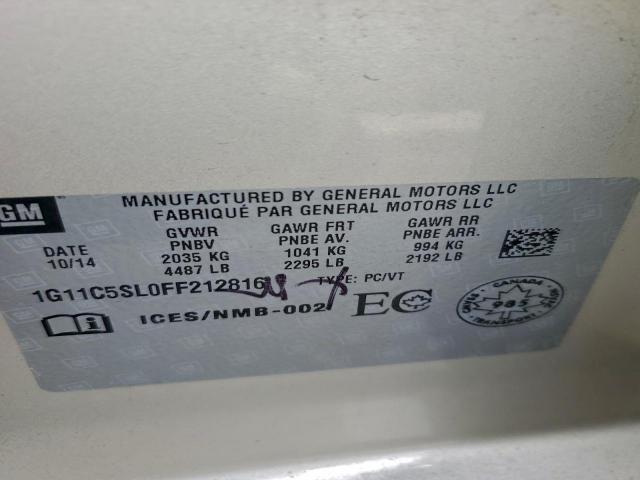 GM
MANUFACTURED BY GENERAL MOTORS LLC
FABRIQUÉ PAR GENERAL MOTORS LLC
DATE GVWR GAWR FRT GAWR RR
PNBV PNBE AV. PNBE ARR.
10/14 2035 KG 1041 KG 994 KG
4487 LB 2295 LB 2192 LB
1G11C5SL0FF212816 TYPE: PC/VT
i ICES/NMB-002 EC
CANADA
983
TRANSPORT